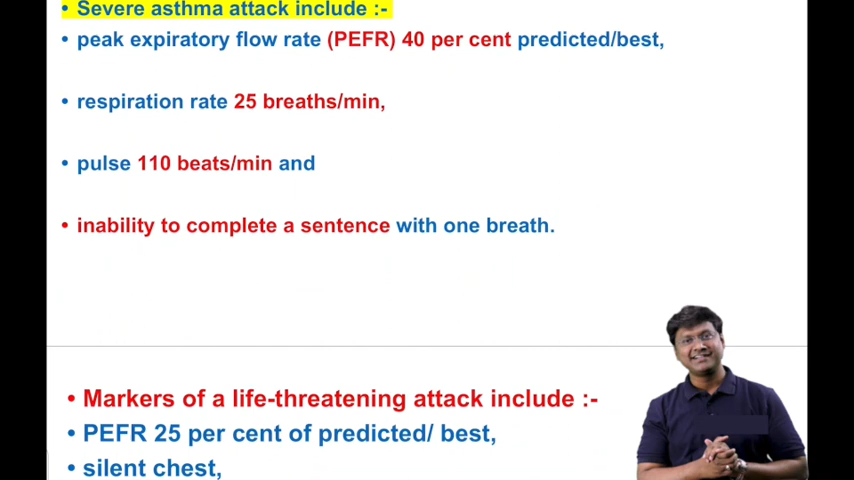 • Severe asthma attack include :-
• peak expiratory flow rate (PEFR) 40 per cent predicted/best,
• respiration rate 25 breaths/min,
• pulse 110 beats/min and
• inability to complete a sentence with one breath.
• Markers of a life-threatening attack include :-
• PEFR 25 per cent of predicted/ best,
• silent chest,